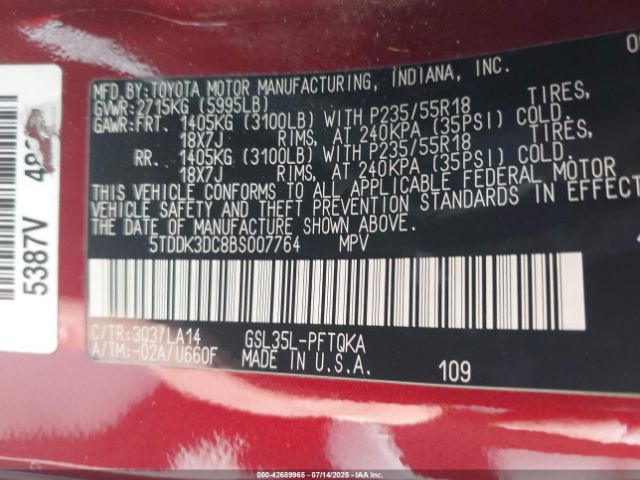 MFD. BY: TOYOTA MOTOR MANUFACTURING, INDIANA, INC.
GVWR: 2715KG (5995LB)
GAWR: FRT. 1405KG (3100LB) WITH P235/55R18 TIRES,
18X7J RIMS, AT 240KPA (35PSI) COLD.
RR. 1405KG (3100LB) WITH P235/55R18 TIRES,
18X7J RIMS, AT 240KPA (35PSI) COLD.
THIS VEHICLE CONFORMS TO ALL APPLICABLE FEDERAL MOTOR
VEHICLE SAFETY AND THEFT PREVENTION STANDARDS IN EFFECT
THE DATE OF MANUFACTURE SHOWN ABOVE.
5TDDK3DC8BS007764 MPV
C/TR: 3Q3/LA14 GSL35L-PFTQKA
A/TM: -02A/U660F MADE IN U.S.A.
109
5387V
000-42689965 - 07/14/2025 - IAA